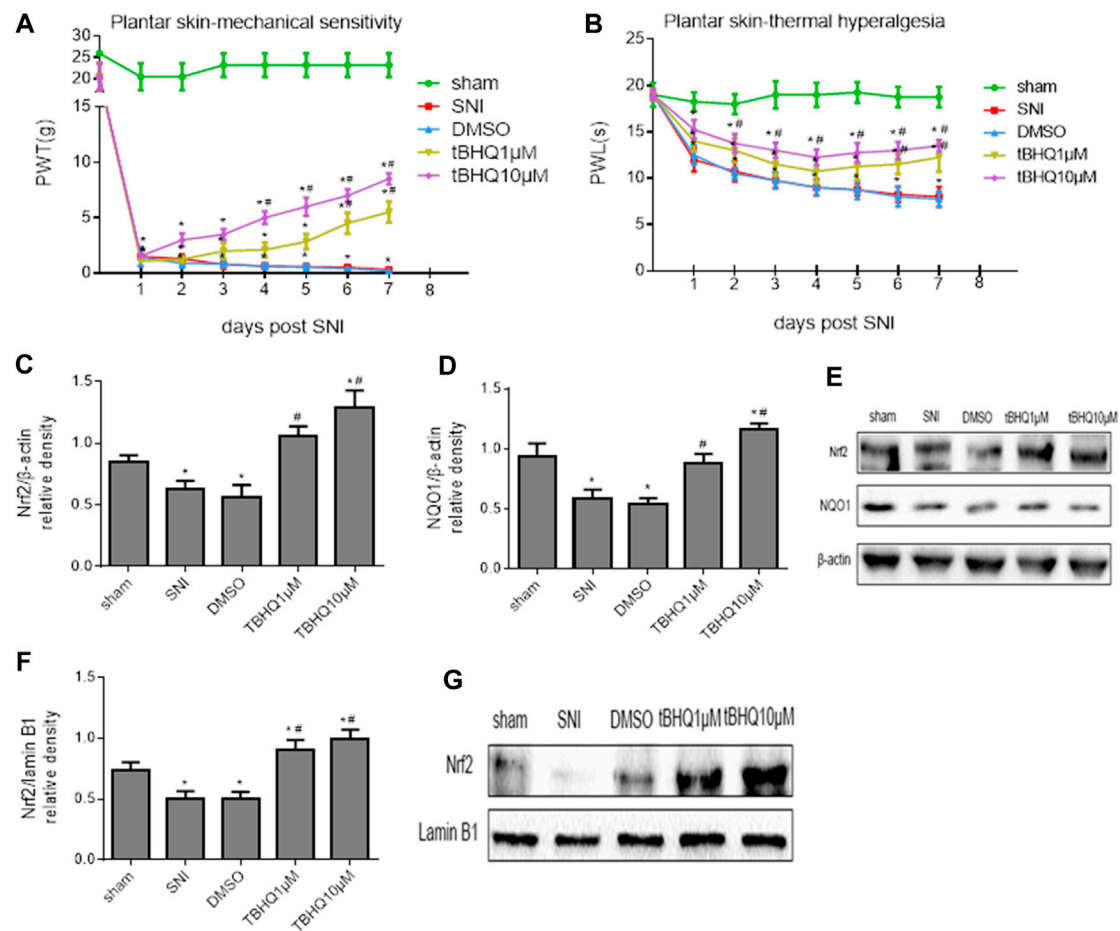 A
Plantar skin-mechanical sensitivity
PWT(g)
30
25
20
15
10
5
0
1 2 3 4 5 6 7 8
days post SNI
sham
SNI
DMSO
tBHQ1μM
tBHQ10μM
B
Plantar skin-thermal hyperalgesia
PWL(s)
25
20
15
10
5
0
1 2 3 4 5 6 7 8
days post SNI
sham
SNI
DMSO
tBHQ1μM
tBHQ10μM
C
Nrf2/β-actin
relative density
1.5
1.0
0.5
0.0
* * # *#
sham SNI DMSO TBHQ1μM TBHQ10μM
D
NQO1/β-actin
relative density
1.5
1.0
0.5
0.0
* * # *#
sham SNI DMSO TBHQ1μM TBHQ10μM
E
sham SNI DMSO tBHQ1μM tBHQ10μM
Nrf2
NQO1
β-actin
F
Nrf2/lamin B1
relative density
1.5
1.0
0.5
0.0
* * *# *#
sham SNI DMSO TBHQ1μM TBHQ10μM
G
sham SNI DMSO tBHQ1μM tBHQ10μM
Nrf2
Lamin B1